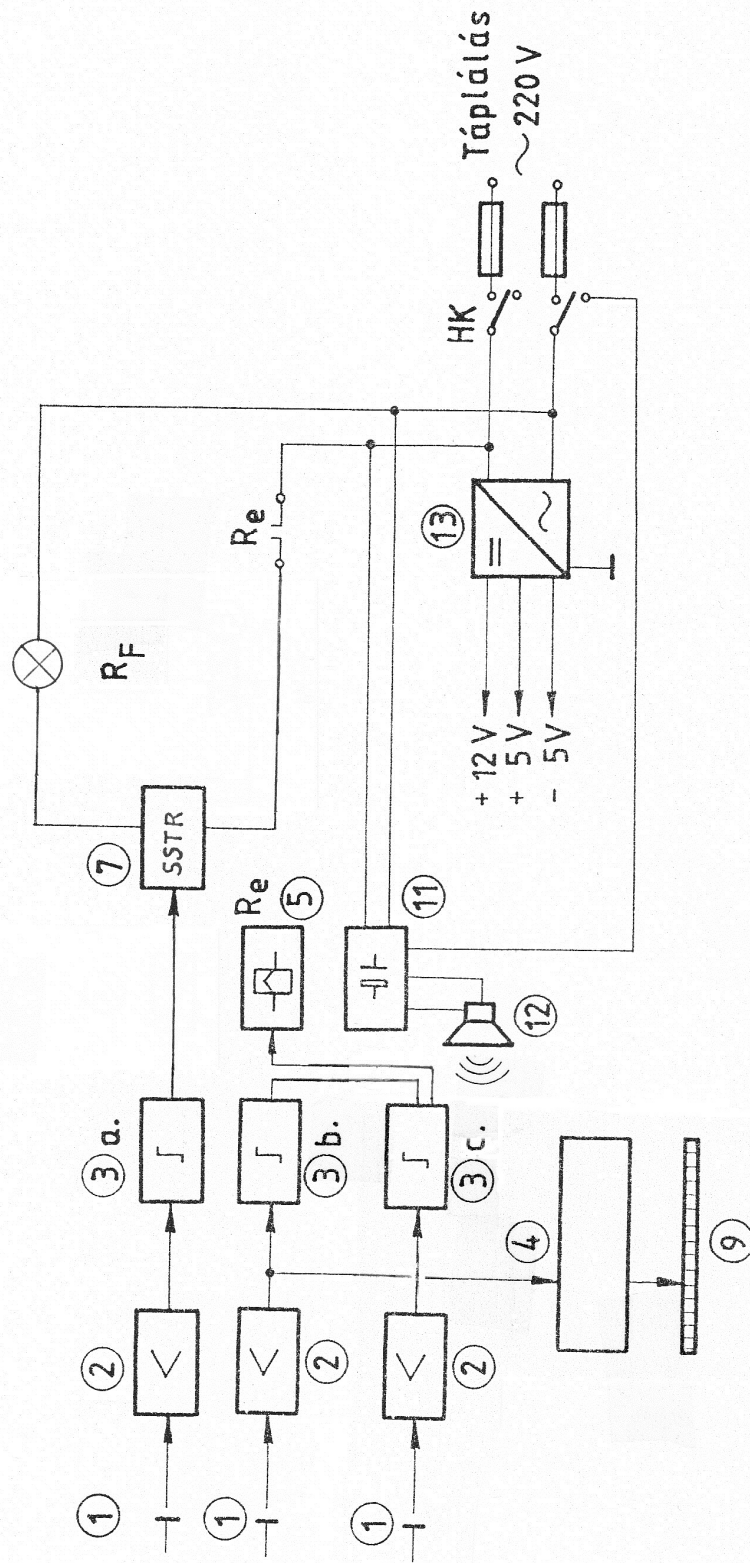 1
2
3 a.
7
SSTR
R_F
R_e
1
2
3 b.
R_e
5
11
12
1
2
3 c.
4
9
13
+ 12 V
+ 5 V
- 5 V
HK
Táplálás
~ 220 V